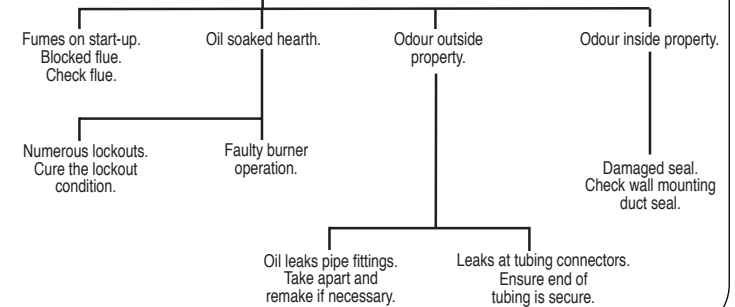 Fumes on start-up.
Blocked flue.
Check flue.
Oil soaked hearth.
Odour outside
property.
Odour inside property.
Numerous lockouts.
Cure the lockout
condition.
Faulty burner
operation.
Damaged seal.
Check wall mounting
duct seal.
Oil leaks pipe fittings.
Take apart and
remake if necessary.
Leaks at tubing connectors.
Ensure end of
tubing is secure.